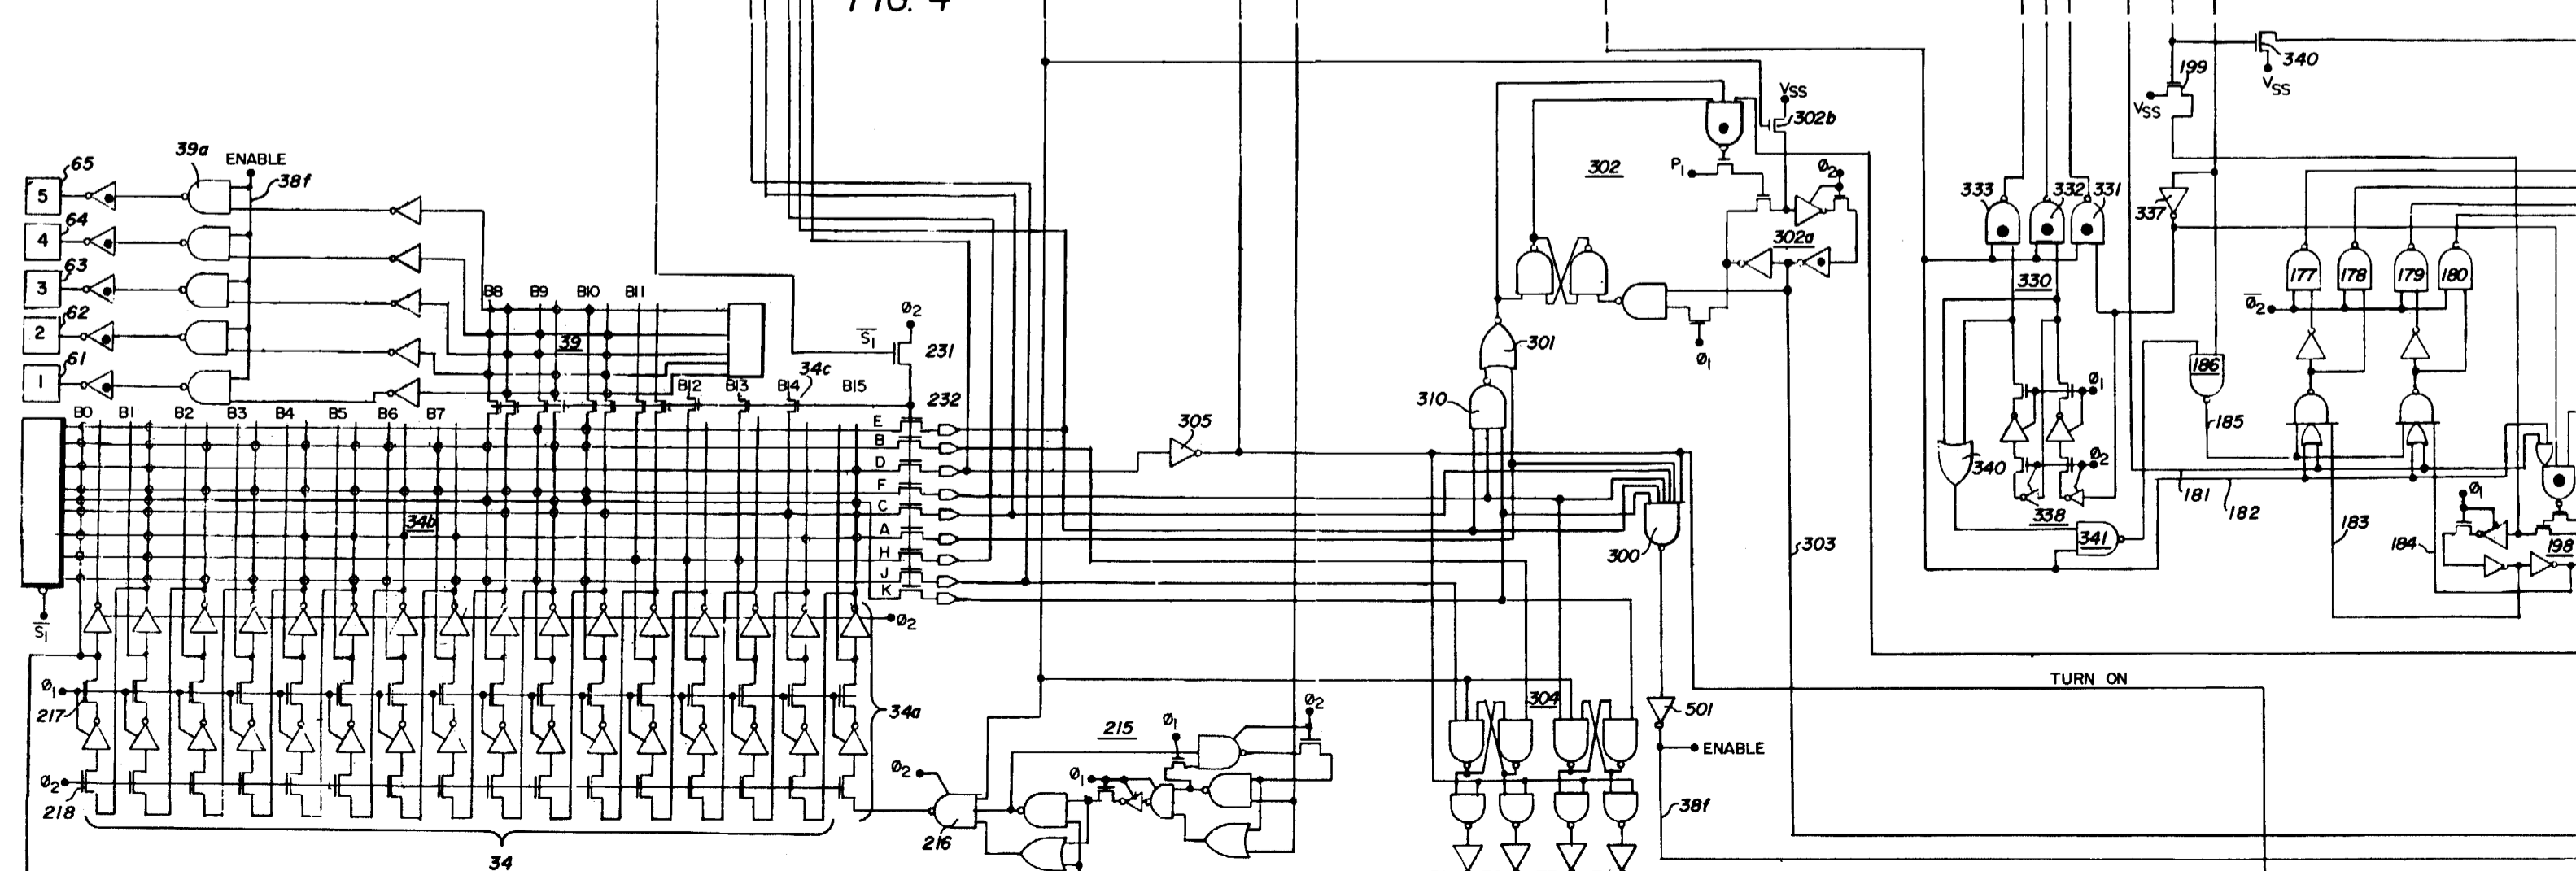 FIG. 4
340
VSS
199
VSS
VSS
302b
302
P1
Ø2
302a
39a
ENABLE
38f
65
5
64
4
63
3
62
2
61
1
333
332
331
337
330
177
178
179
180
Ø̅2
B8
B9
B10
B11
39
S̅1
Ø2
231
301
Ø1
186
185
B12
B13
34c
B14
B15
232
B0
B1
B2
B3
B4
B5
B6
B7
E
B
D
F
C
A
H
J
K
34b
305
310
300
Ø1
340
Ø2
338
341
181
182
183
184
Ø1
198
303
S̅1
Ø2
Ø1
217
34a
Ø2
218
34
TURN ON
304
501
ENABLE
38f
215
Ø1
Ø2
Ø1
Ø2
216